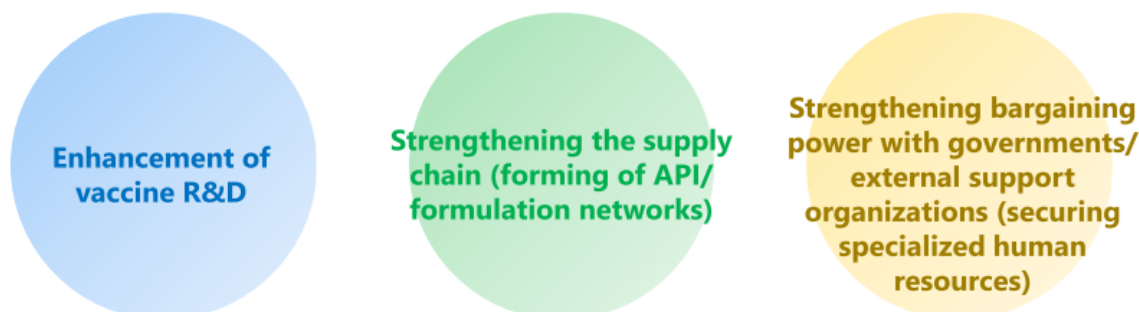 Enhancement of
vaccine R&D
Strengthening the supply
chain (forming of API/
formulation networks)
Strengthening bargaining
power with governments/
external support
organizations (securing
specialized human
resources)